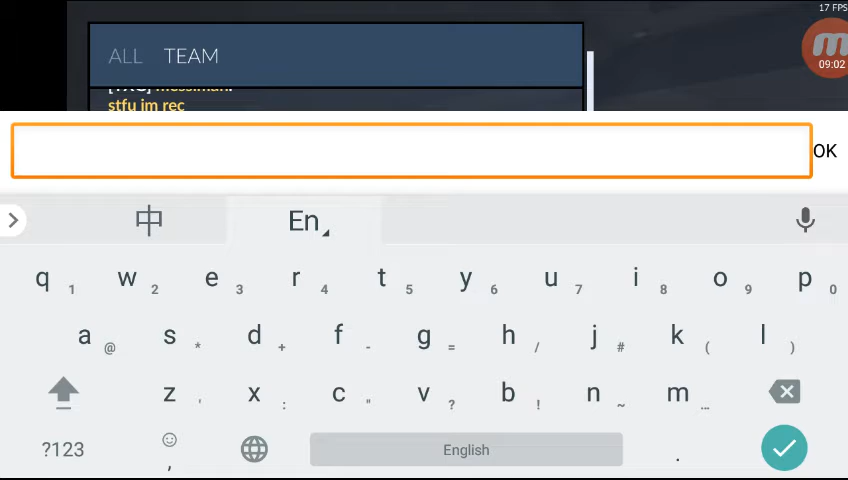 17 FPS
ALL TEAM
09:02
stfu im rec
OK
中 En
q 1 w 2 e 3 r 4 t 5 y 6 u 7 i 8 o 9 p 0
a @ s * d + f - g = h / j # k ( l )
z ' x : c " v ? b ! n ~ m …
?123 , English .